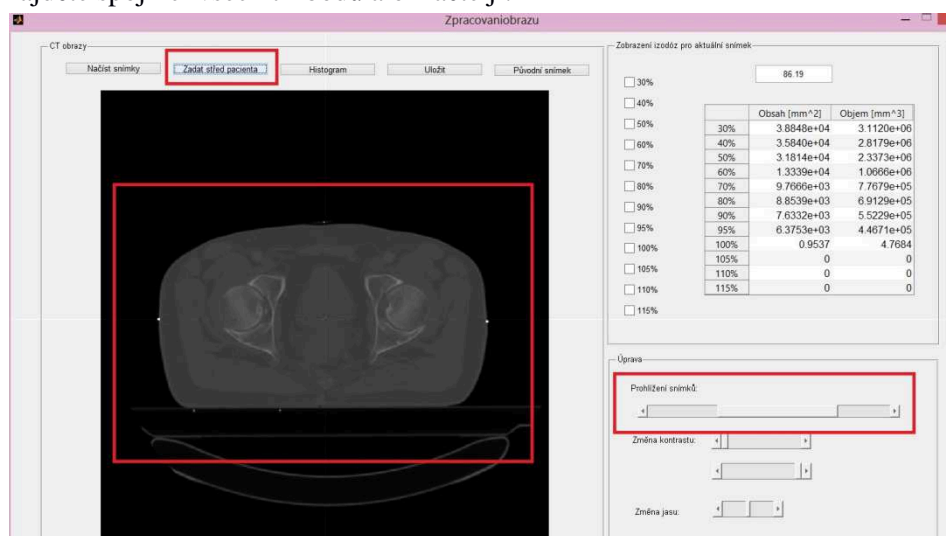 Zpracovaniobrazu
CT obrazy
Načíst snímky Zadat střed pacienta Histogram Uložit Původní snímek
Zobrazení izodóz pro aktuální snímek
86.19
30%
40%
50%
60%
70%
80%
90%
95%
100%
105%
110%
115%
Obsah [mm^2] Objem [mm^3]
30% 3.8848e+04 3.1120e+06
40% 3.5840e+04 2.8179e+06
50% 3.1814e+04 2.3373e+06
60% 1.3339e+04 1.0666e+06
70% 9.7666e+03 7.7679e+05
80% 8.8539e+03 6.9129e+05
90% 7.6332e+03 5.5229e+05
95% 6.3753e+03 4.4671e+05
100% 0.9537 4.7684
105% 0 0
110% 0 0
115% 0 0
Úprava
Prohlížení snímků:
Změna kontrastu:
Změna jasu: